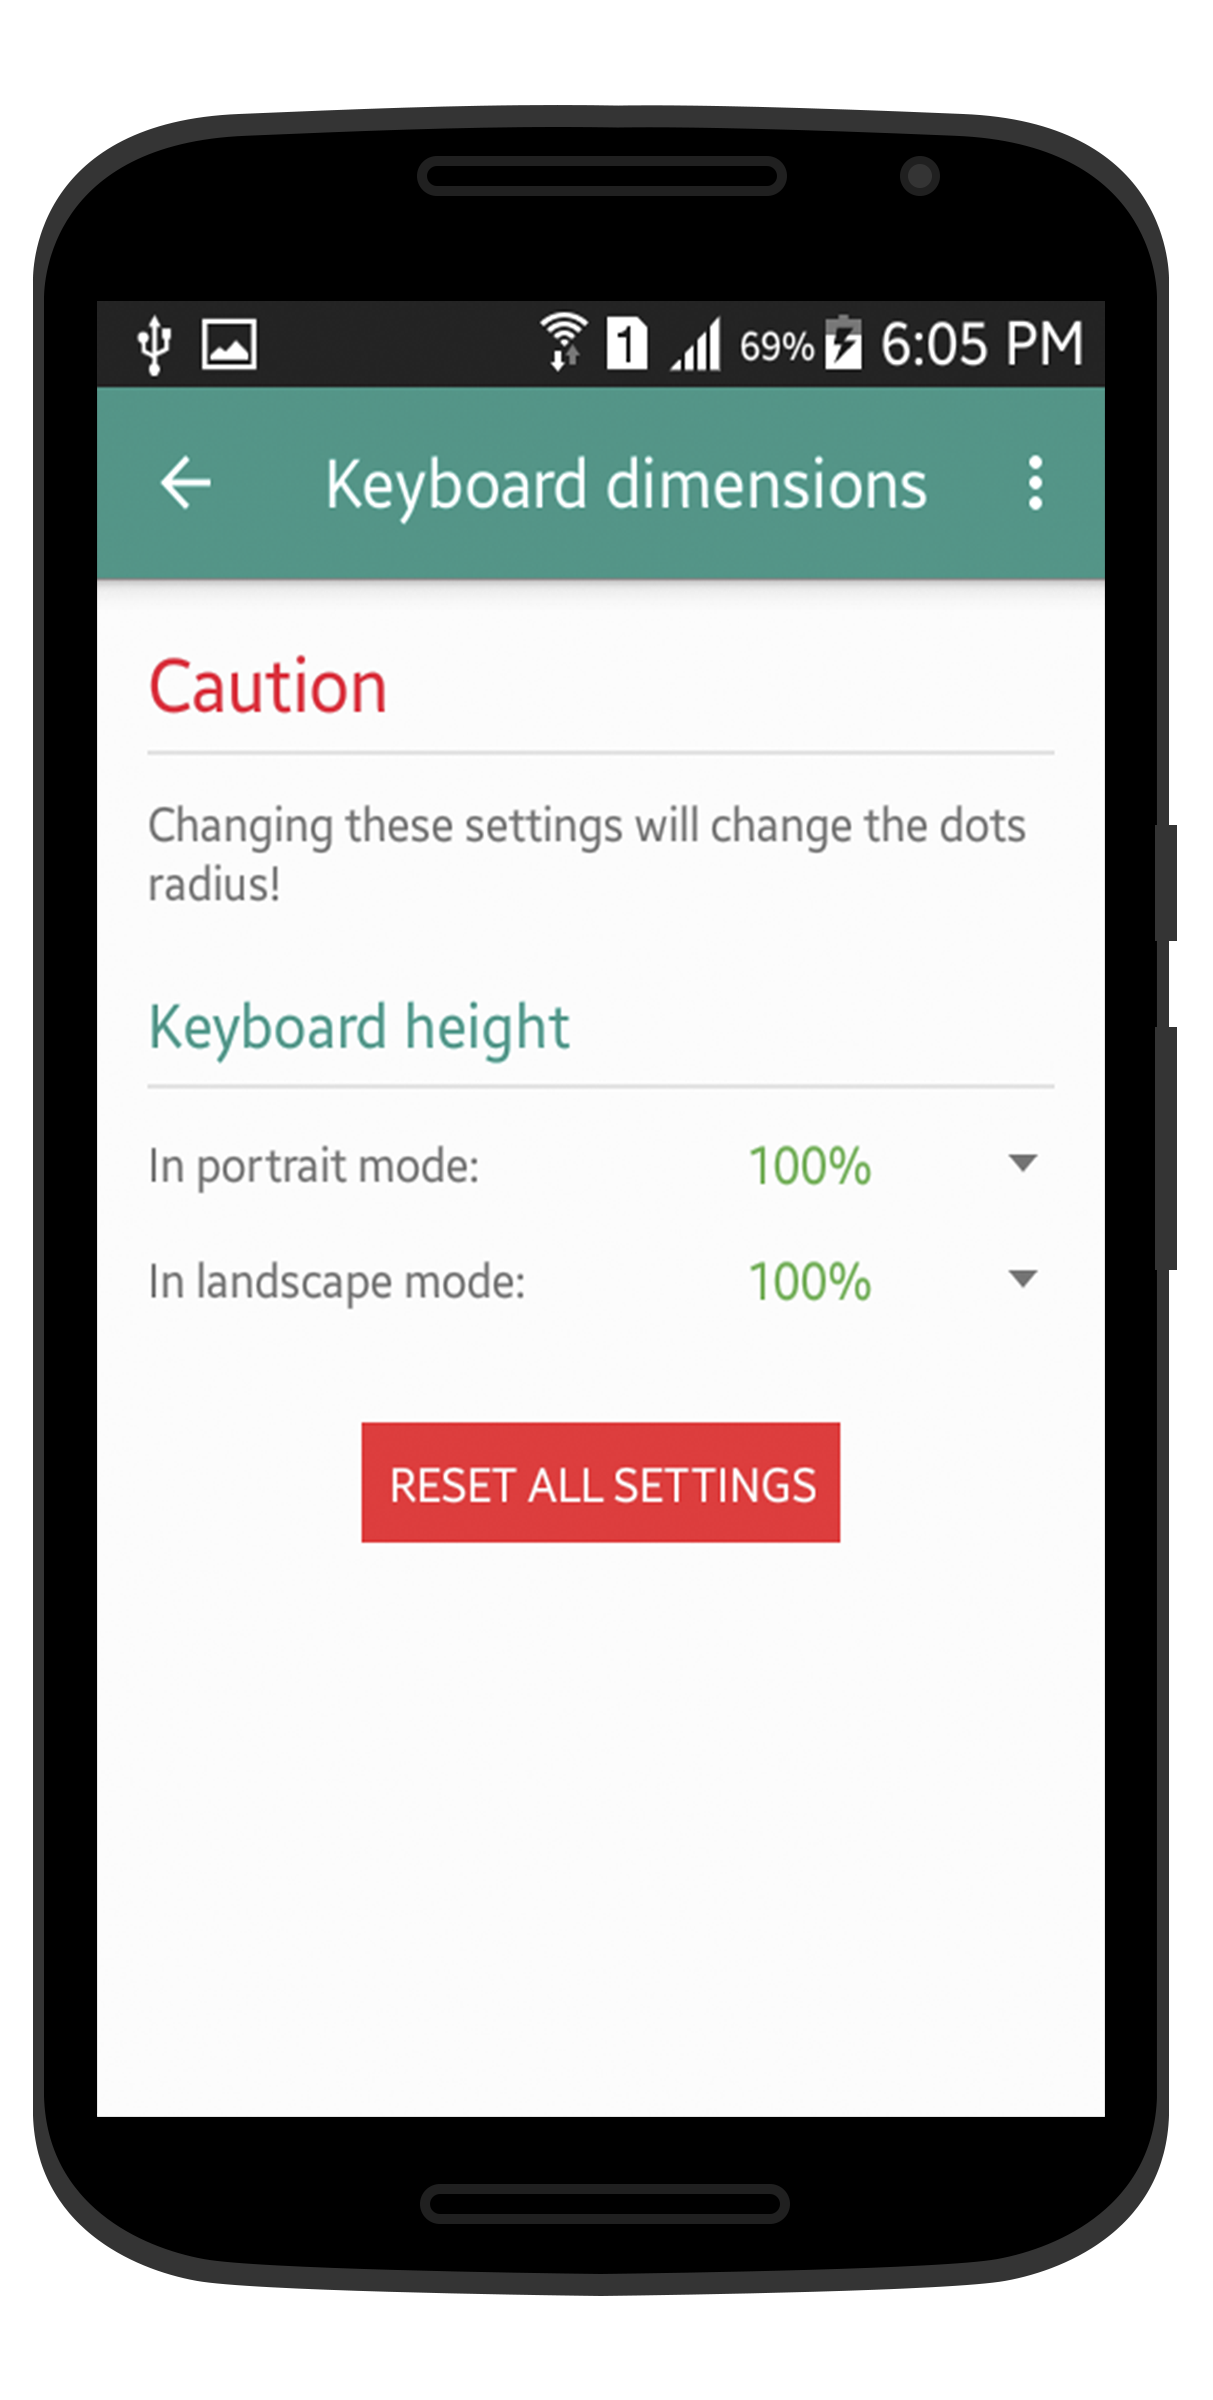 1 69% 6:05 PM
Keyboard dimensions
Caution
Changing these settings will change the dots
radius!
Keyboard height
In portrait mode: 100%
In landscape mode: 100%
RESET ALL SETTINGS